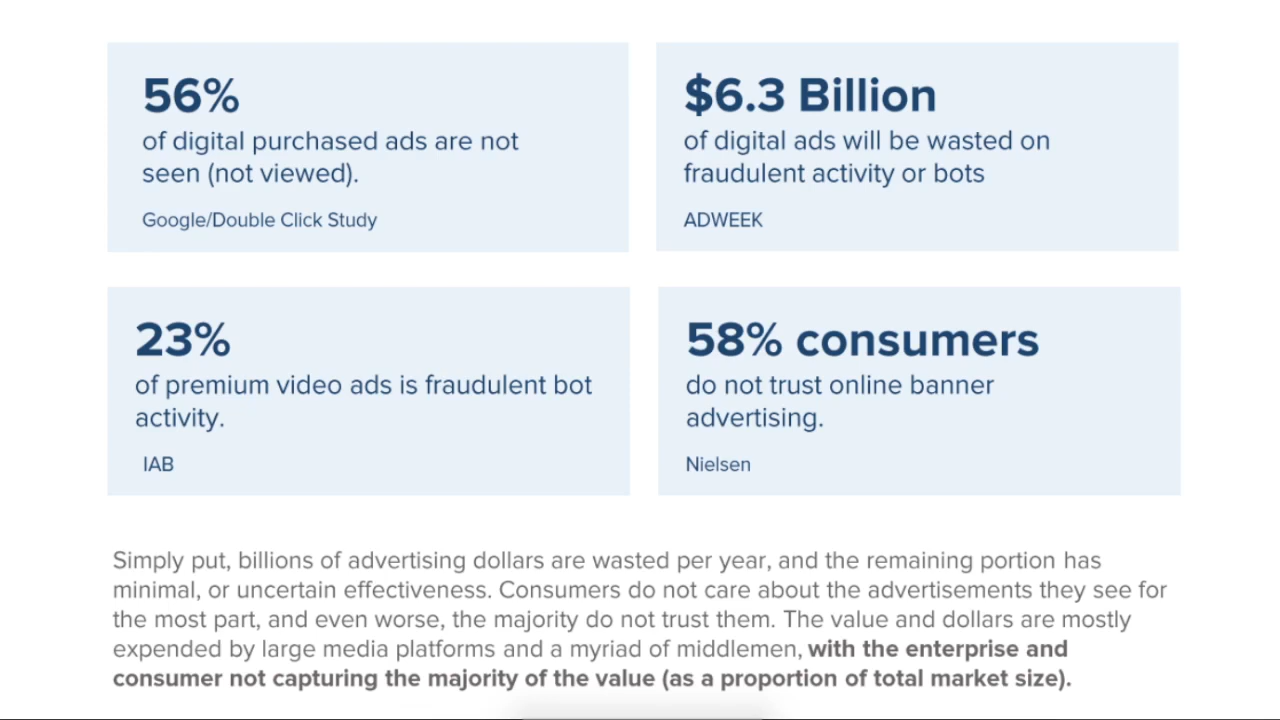 56%
of digital purchased ads are not
seen (not viewed).
Google/Double Click Study
$6.3 Billion
of digital ads will be wasted on
fraudulent activity or bots
ADWEEK
23%
of premium video ads is fraudulent bot
activity.
IAB
58% consumers
do not trust online banner
advertising.
Nielsen
Simply put, billions of advertising dollars are wasted per year, and the remaining portion has
minimal, or uncertain effectiveness. Consumers do not care about the advertisements they see for
the most part, and even worse, the majority do not trust them. The value and dollars are mostly
expended by large media platforms and a myriad of middlemen, with the enterprise and
consumer not capturing the majority of the value (as a proportion of total market size).